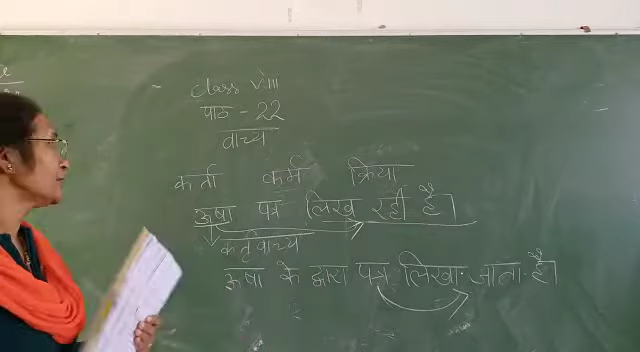 Class VIII
पाठ - 22
वाच्य
कर्ता कर्म क्रिया
ऊषा पत्र लिख रही है।
कर्तृवाच्य
ऊषा के द्वारा पत्र लिखा जाता है।